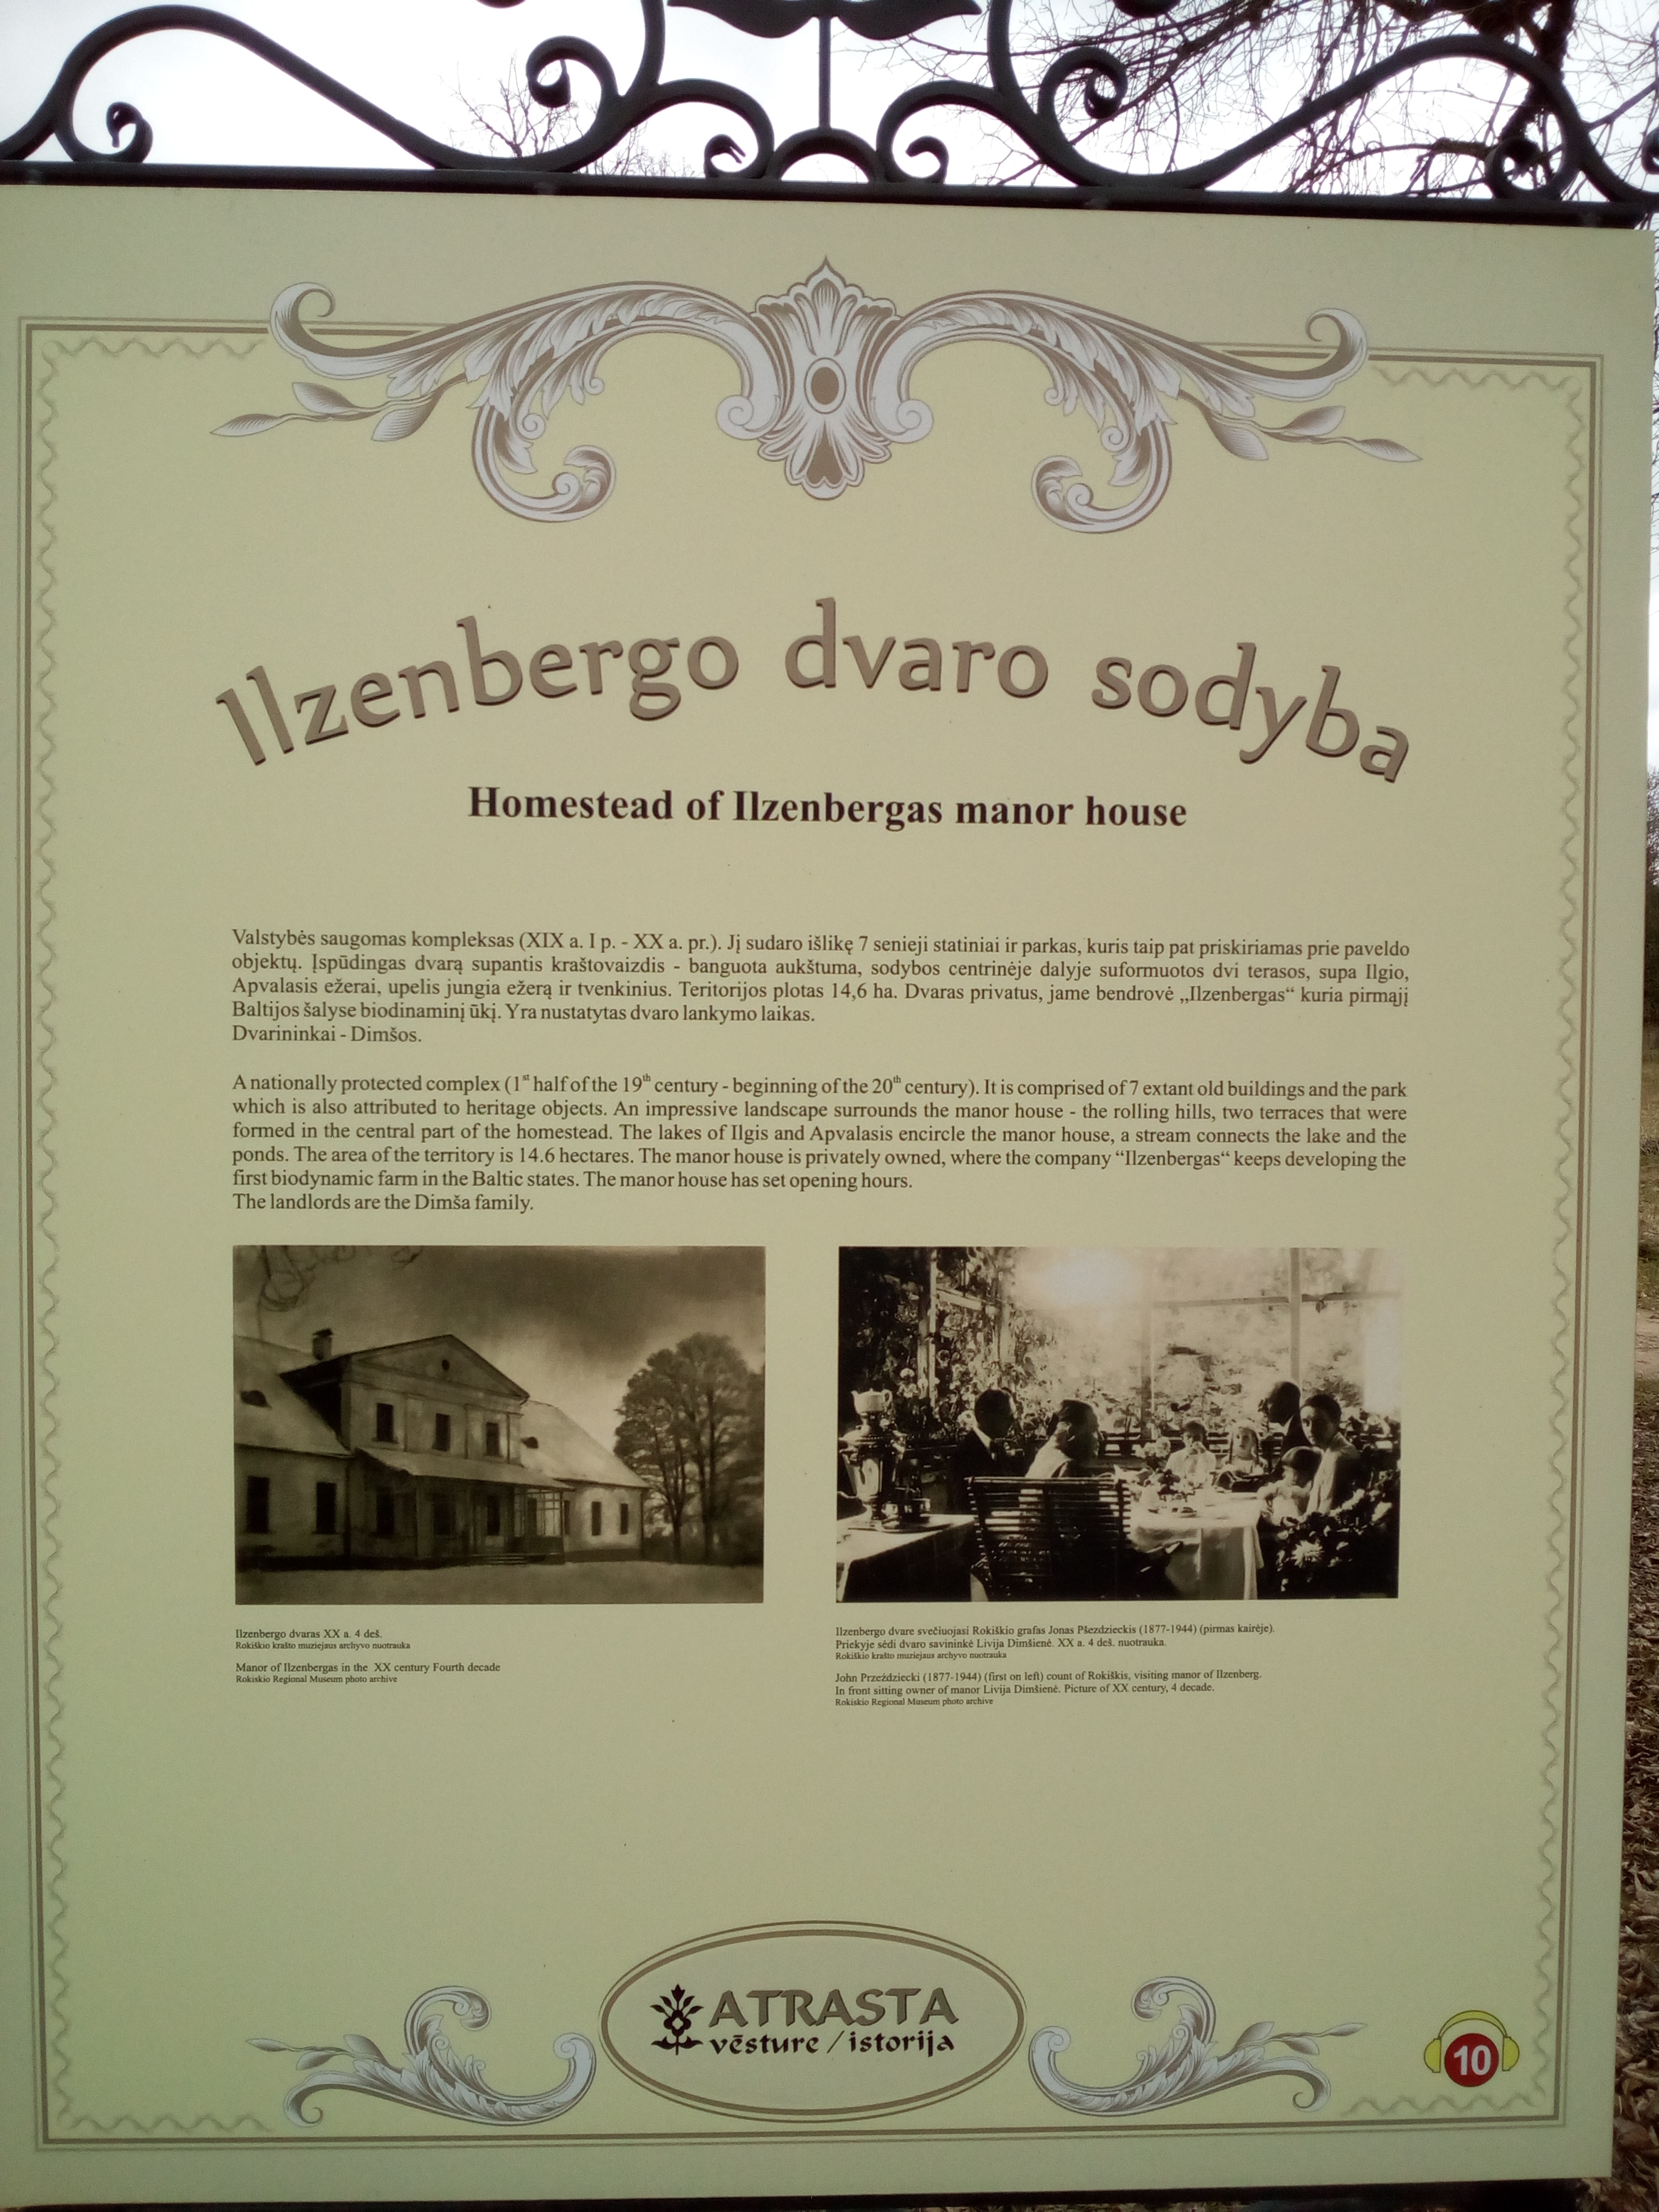 Ilzenbergo dvaro sodyba
Homestead of Ilzenbergas manor house
Valstybės saugomas kompleksas (XIX a. I p. - XX a. pr.). Jį sudaro išlikę 7 senieji statiniai ir parkas, kuris taip pat priskiriamas prie paveldo
objektų. Įspūdingas dvarą supantis kraštovaizdis - banguota aukštuma, sodybos centrinėje dalyje suformuotos dvi terasos, supa Ilgio,
Apvalasis ežerai, upelis jungia ežerą ir tvenkinius. Teritorijos plotas 14,6 ha. Dvaras privatus, jame bendrovė „Ilzenbergas“ kuria pirmąjį
Baltijos šalyse biodinaminį ūkį. Yra nustatytas dvaro lankymo laikas.
Dvarininkai - Dimšos.
A nationally protected complex (1st half of the 19th century - beginning of the 20th century). It is comprised of 7 extant old buildings and the park
which is also attributed to heritage objects. An impressive landscape surrounds the manor house - the rolling hills, two terraces that were
formed in the central part of the homestead. The lakes of Ilgis and Apvalasis encircle the manor house, a stream connects the lake and the
ponds. The area of the territory is 14.6 hectares. The manor house is privately owned, where the company “Ilzenbergas“ keeps developing the
first biodynamic farm in the Baltic states. The manor house has set opening hours.
The landlords are the Dimša family.
Ilzenbergo dvaras XX a. 4 deš.
Rokiškio krašto muziejaus archyvo nuotrauka
Manor of Ilzenbergas in the XX century Fourth decade
Rokiskio Regional Museum photo archive
Ilzenbergo dvare svečiuojasi Rokiškio grafas Jonas Pšezdzieckis (1877-1944) (pirmas kairėje).
Priekyje sėdi dvaro savininkė Livija Dimšienė. XX a. 4 deš. nuotrauka.
Rokiškio krašto muziejaus archyvo nuotrauka
John Przeździecki (1877-1944) (first on left) count of Rokiškis, visiting manor of Ilzenberg.
In front sitting owner of manor Livija Dimšienė. Picture of XX century, 4 decade.
Rokiskio Regional Museum photo archive
ATRASTA
vēsture / istorija
10